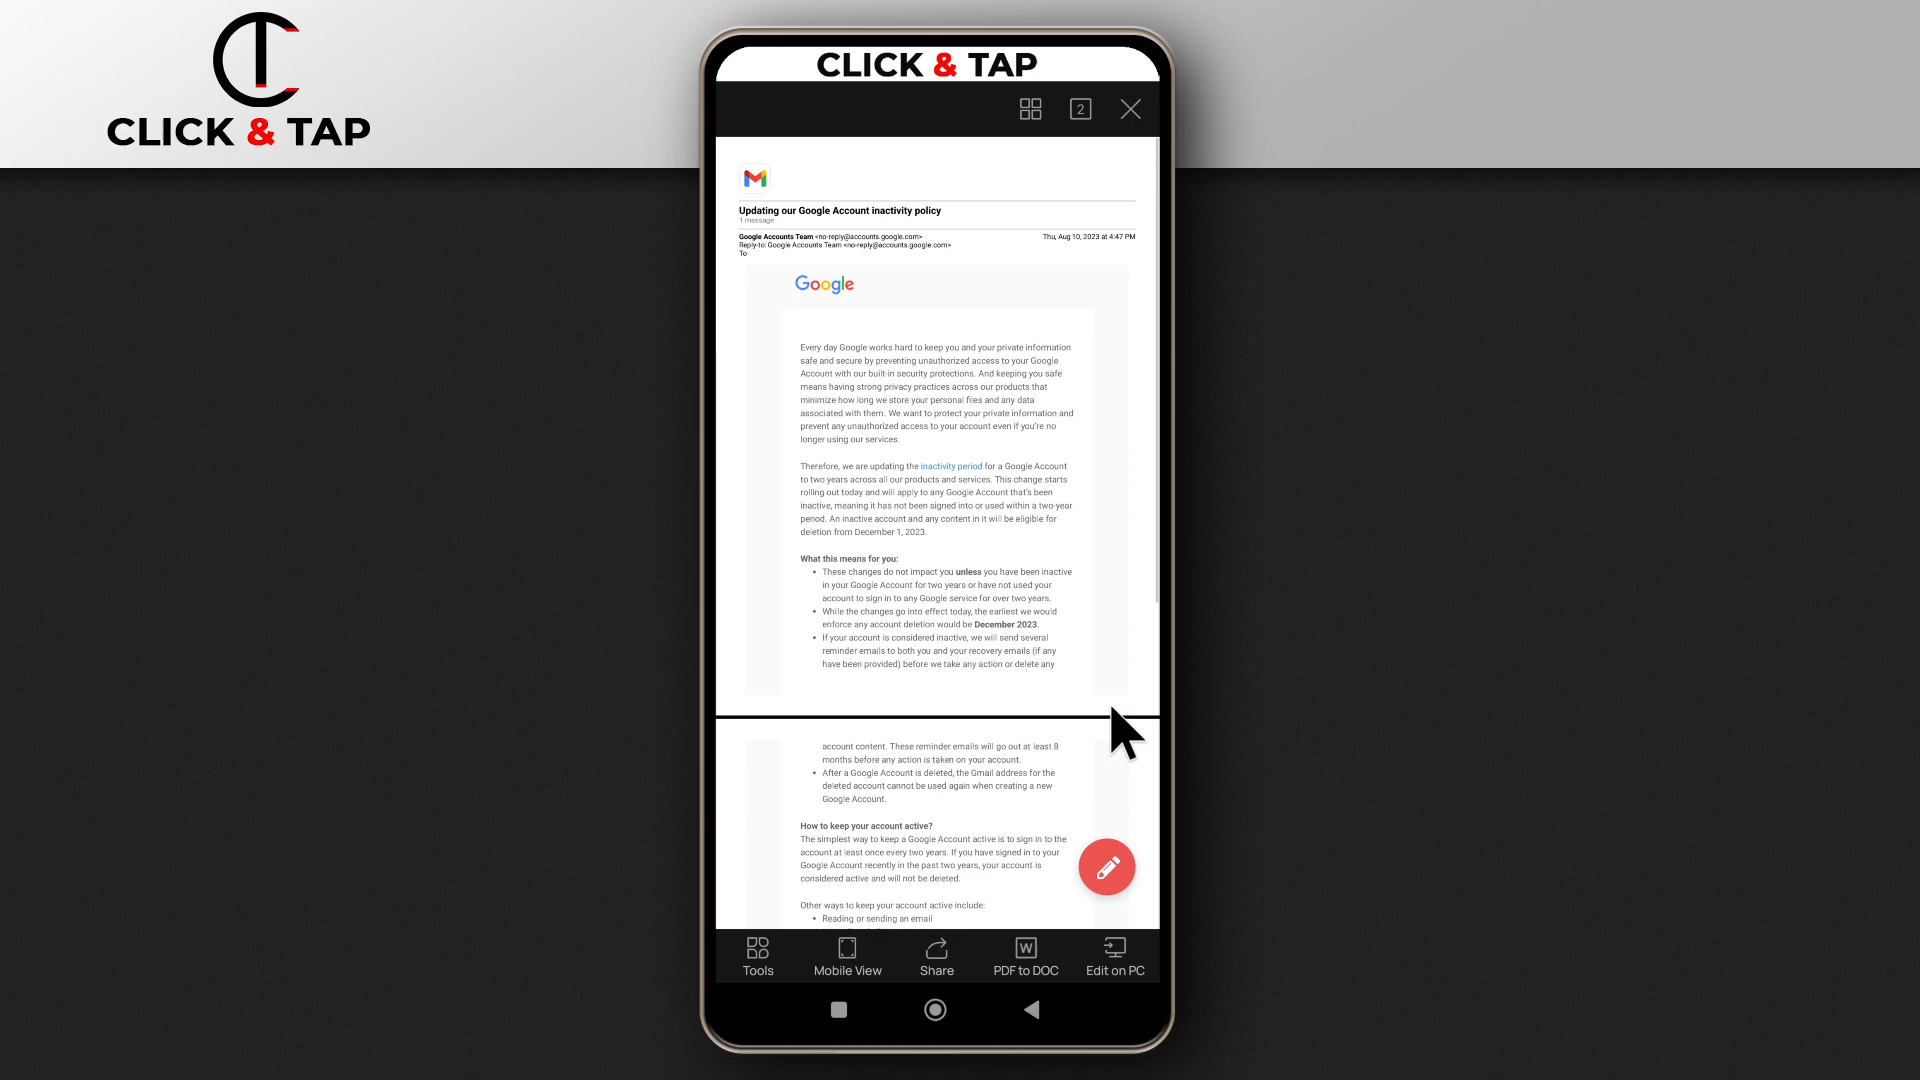 CLICK & TAP
CLICK & TAP
2
Updating our Google Account inactivity policy
1 message
Google Accounts Team <no-reply@accounts.google.com>
Thu, Aug 10, 2023 at 4:47 PM
Reply-to: Google Accounts Team <no-reply@accounts.google.com>
To
Google
Every day Google works hard to keep you and your private information
safe and secure by preventing unauthorized access to your Google
Account with our built-in security protections. And keeping you safe
means having strong privacy practices across our products that
minimize how long we store your personal files and any data
associated with them. We want to protect your private information and
prevent any unauthorized access to your account even if you're no
longer using our services.
Therefore, we are updating the inactivity period for a Google Account
to two years across all our products and services. This change starts
rolling out today and will apply to any Google Account that's been
inactive, meaning it has not been signed into or used within a two-year
period. An inactive account and any content in it will be eligible for
deletion from December 1, 2023.
What this means for you:
• These changes do not impact you unless you have been inactive
in your Google Account for two years or have not used your
account to sign in to any Google service for over two years.
• While the changes go into effect today, the earliest we would
enforce any account deletion would be December 2023.
• If your account is considered inactive, we will send several
reminder emails to both you and your recovery emails (if any
have been provided) before we take any action or delete any
account content. These reminder emails will go out at least 8
months before any action is taken on your account.
• After a Google Account is deleted, the Gmail address for the
deleted account cannot be used again when creating a new
Google Account.
How to keep your account active?
The simplest way to keep a Google Account active is to sign in to the
account at least once every two years. If you have signed in to your
Google Account recently in the past two years, your account is
considered active and will not be deleted.
Other ways to keep your account active include:
• Reading or sending an email
Tools
Mobile View
Share
W
PDF to DOC
Edit on PC